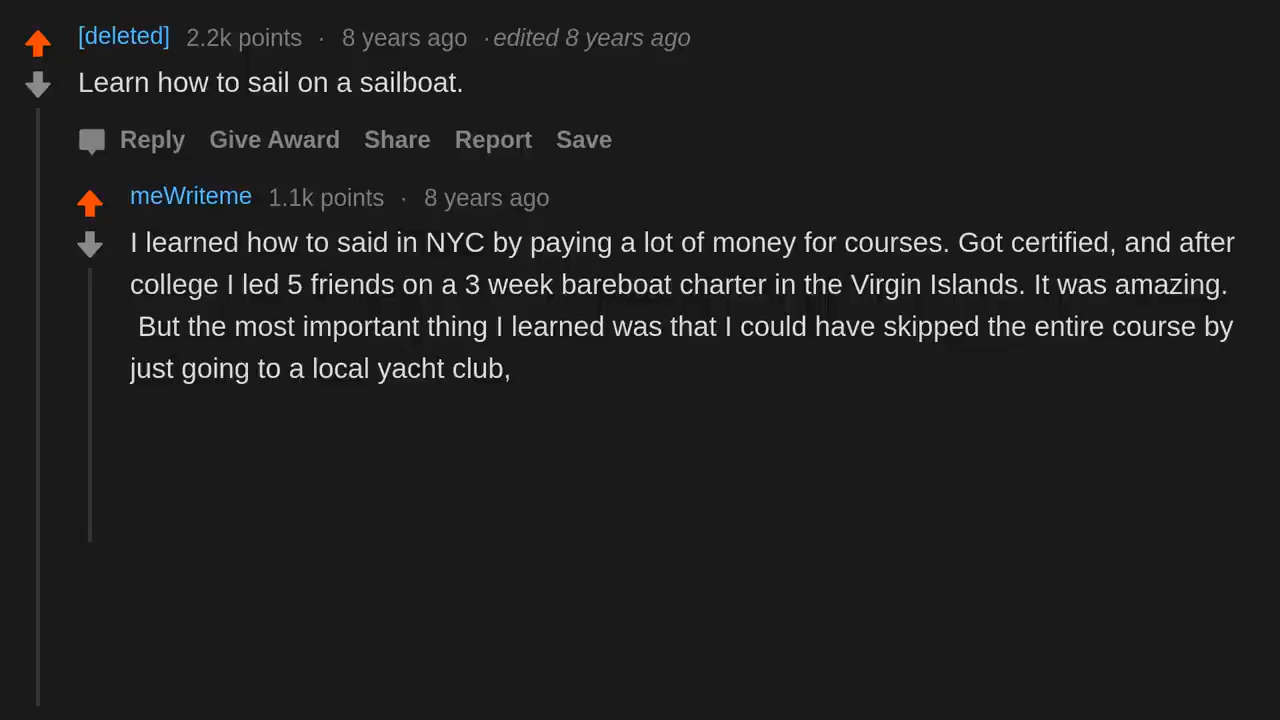 [deleted] 2.2k points · 8 years ago · edited 8 years ago
Learn how to sail on a sailboat.
Reply Give Award Share Report Save
meWriteme 1.1k points · 8 years ago
I learned how to said in NYC by paying a lot of money for courses. Got certified, and after
college I led 5 friends on a 3 week bareboat charter in the Virgin Islands. It was amazing.
But the most important thing I learned was that I could have skipped the entire course by
just going to a local yacht club,